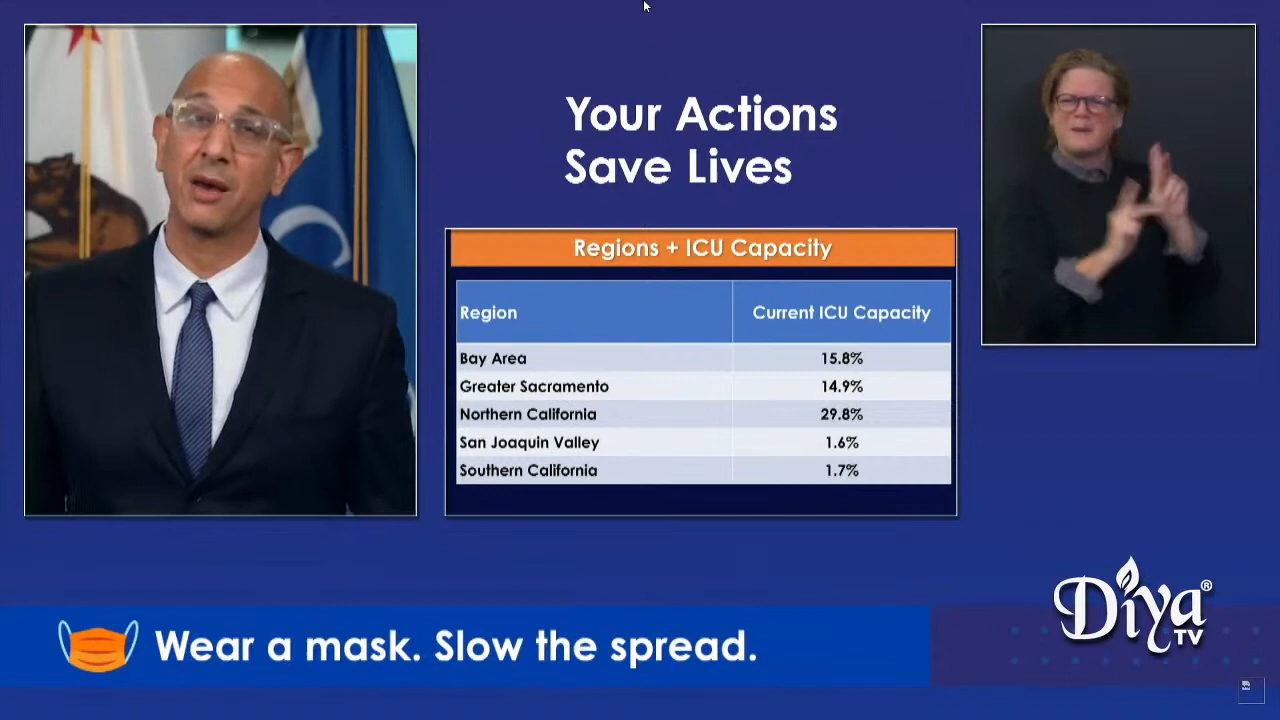 Your Actions
Save Lives
Regions + ICU Capacity
Region Current ICU Capacity
Bay Area 15.8%
Greater Sacramento 14.9%
Northern California 29.8%
San Joaquin Valley 1.6%
Southern California 1.7%
Wear a mask. Slow the spread.
Diya®
TV